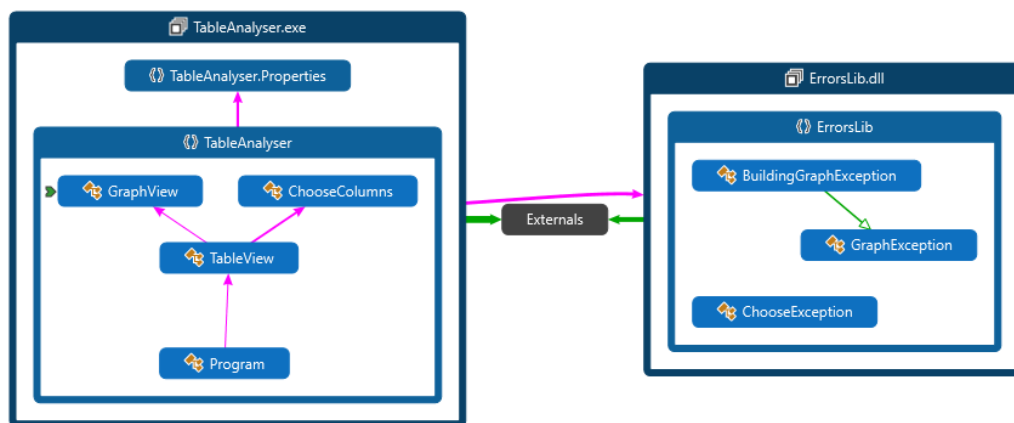 TableAnalyser.exe
TableAnalyser.Properties
TableAnalyser
GraphView
ChooseColumns
TableView
Program
Externals
ErrorsLib.dll
ErrorsLib
BuildingGraphException
GraphException
ChooseException